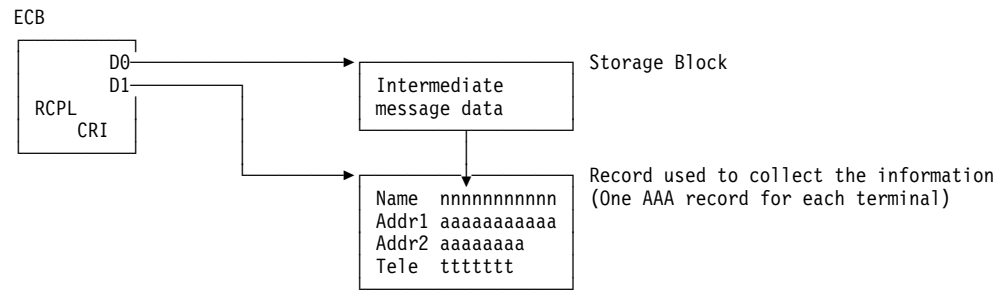 ECB
D0
Storage Block
D1
Intermediate
message data
RCPL
CRI
Record used to collect the information
(One AAA record for each terminal)
Name nnnnnnnnnnn
Addr1 aaaaaaaaaaa
Addr2 aaaaaaaa
Tele ttttttt